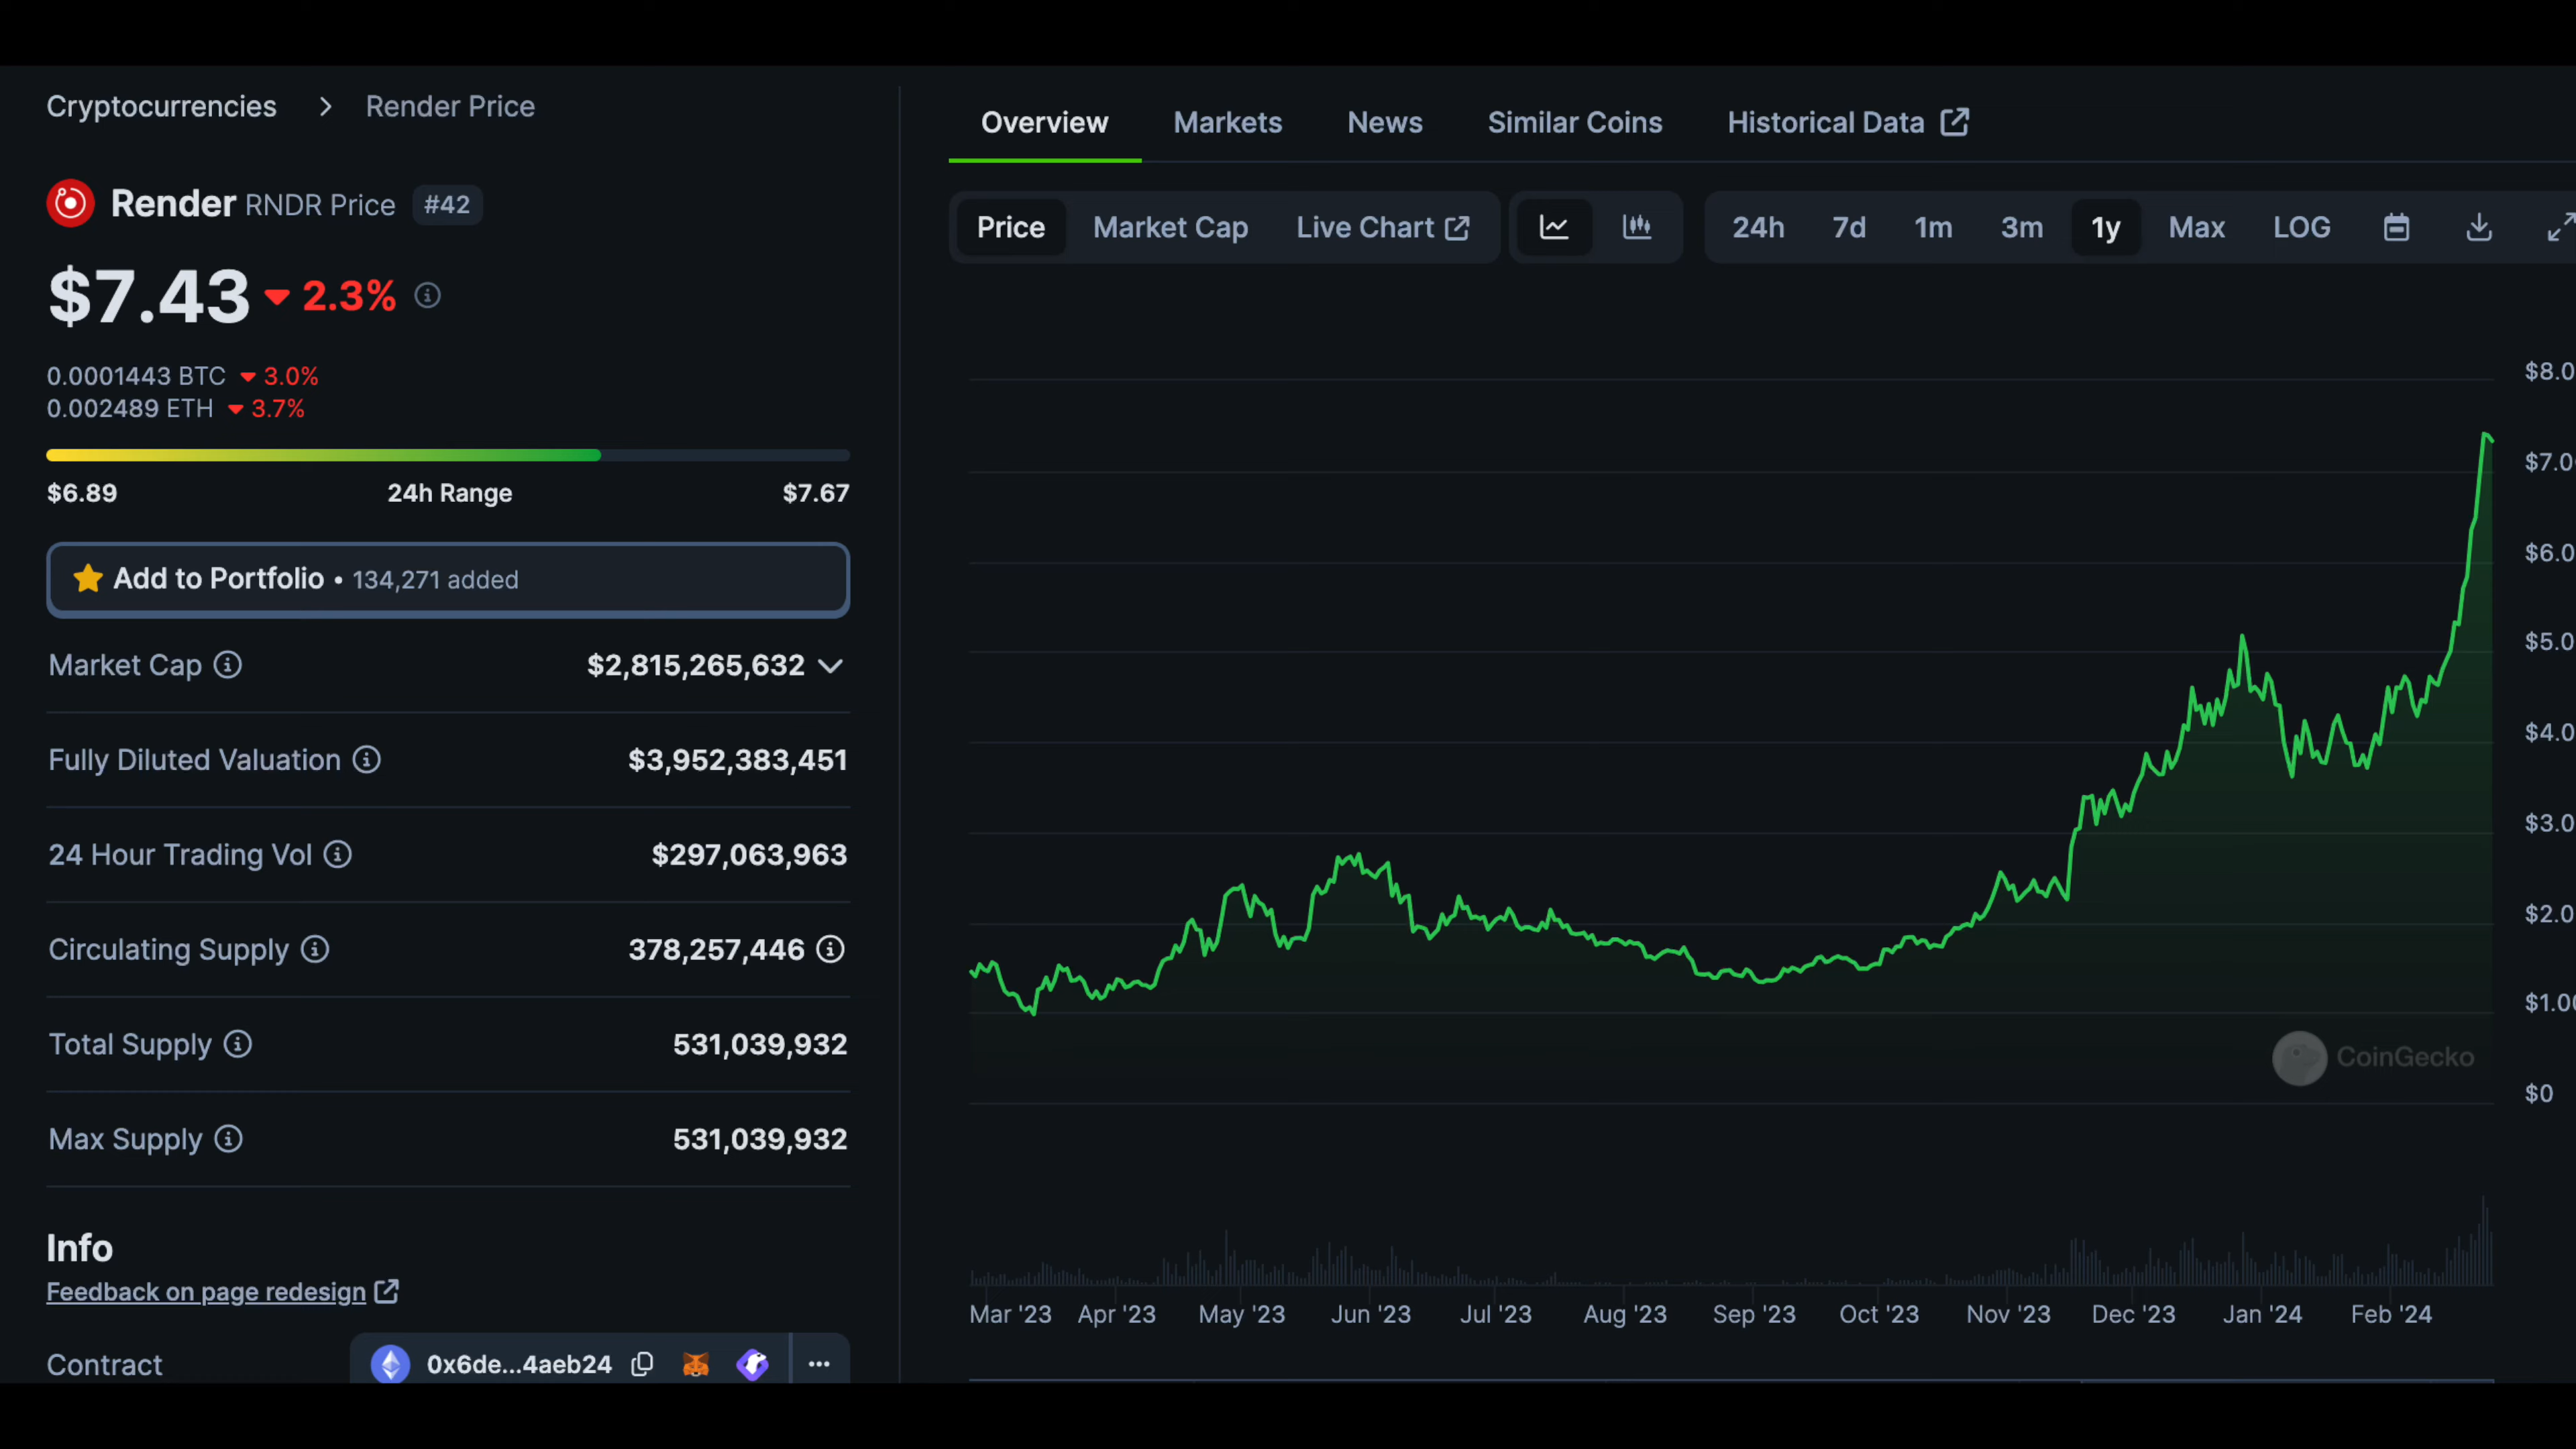 Cryptocurrencies > Render Price
Render RNDR Price #42
$7.43 2.3%
0.0001443 BTC 3.0%
0.002489 ETH 3.7%
$6.89 24h Range $7.67
Add to Portfolio • 134,271 added
Market Cap $2,815,265,632
Fully Diluted Valuation $3,952,383,451
24 Hour Trading Vol $297,063,963
Circulating Supply 378,257,446
Total Supply 531,039,932
Max Supply 531,039,932
Info
Feedback on page redesign
Contract 0x6de...4aeb24
Overview Markets News Similar Coins Historical Data
Price Market Cap Live Chart 24h 7d 1m 3m 1y Max LOG
$8.0
$7.0
$6.0
$5.0
$4.0
$3.0
$2.0
$1.00
$0
CoinGecko
Mar '23 Apr '23 May '23 Jun '23 Jul '23 Aug '23 Sep '23 Oct '23 Nov '23 Dec '23 Jan '24 Feb '24